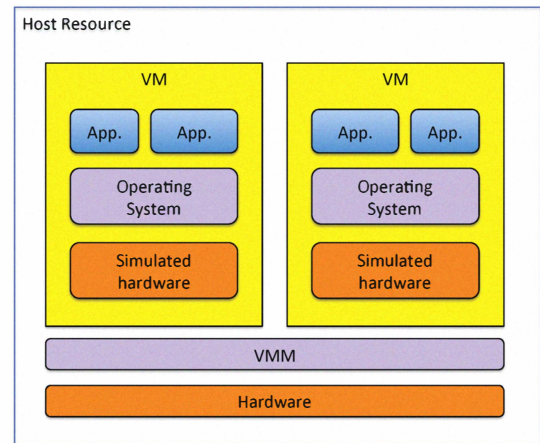 Host Resource
VM
App.
App.
Operating
System
Simulated
hardware
VM
App.
App.
Operating
System
Simulated
hardware
VMM
Hardware